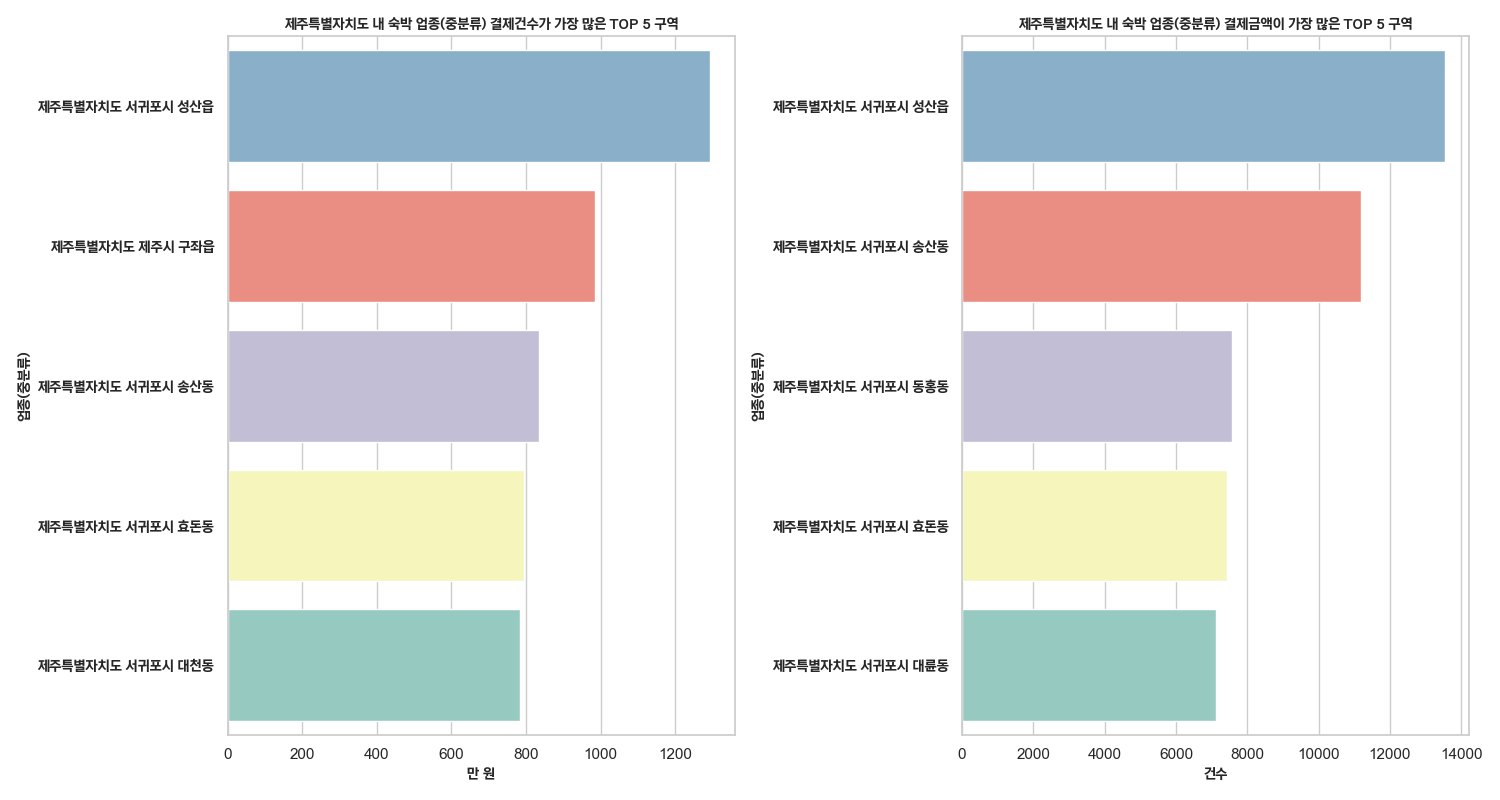 제주특별자치도 내 숙박 업종(중분류) 결제건수가 가장 많은 TOP 5 구역
업종(중분류)
제주특별자치도 서귀포시 성산읍
제주특별자치도 제주시 구좌읍
제주특별자치도 서귀포시 송산동
제주특별자치도 서귀포시 효돈동
제주특별자치도 서귀포시 대천동
0 200 400 600 800 1000 1200
만 원
제주특별자치도 내 숙박 업종(중분류) 결제금액이 가장 많은 TOP 5 구역
업종(중분류)
제주특별자치도 서귀포시 성산읍
제주특별자치도 서귀포시 송산동
제주특별자치도 서귀포시 동홍동
제주특별자치도 서귀포시 효돈동
제주특별자치도 서귀포시 대륜동
0 2000 4000 6000 8000 10000 12000 14000
건수